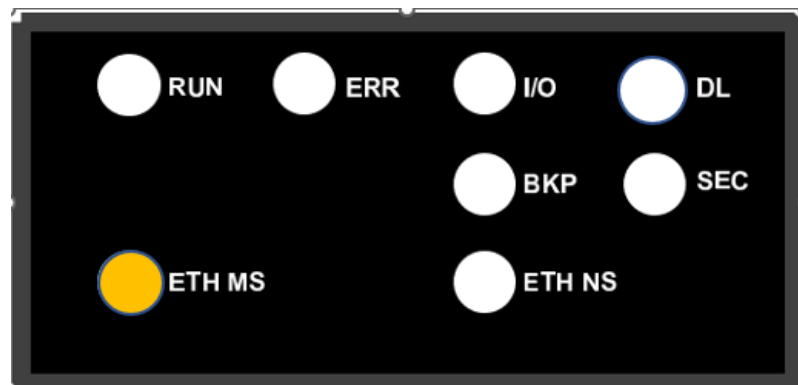 RUN ERR I/O DL
BKP SEC
ETH MS ETH NS